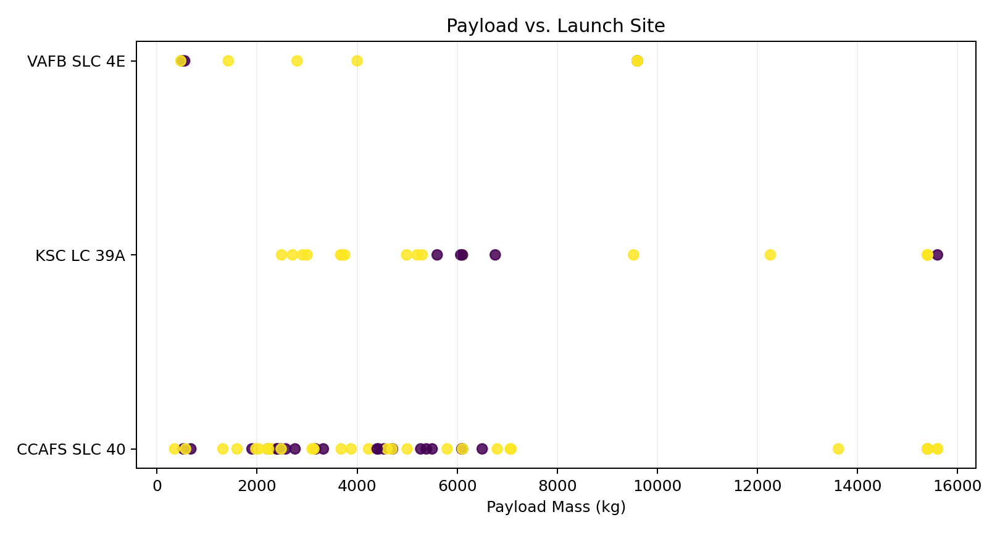 Payload vs. Launch Site
VAFB SLC 4E
KSC LC 39A
CCAFS SLC 40
0 2000 4000 6000 8000 10000 12000 14000 16000
Payload Mass (kg)